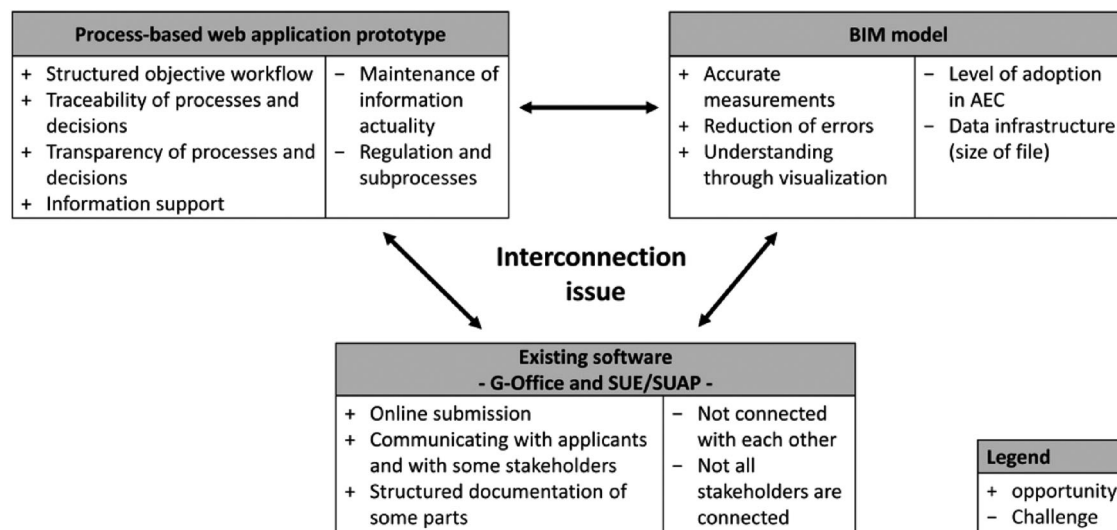 Process-based web application prototype
+ Structured objective workflow
+ Traceability of processes and
decisions
+ Transparency of processes and
decisions
+ Information support
− Maintenance of
information
actuality
− Regulation and
subprocesses
BIM model
+ Accurate
measurements
+ Reduction of errors
+ Understanding
through visualization
− Level of adoption
in AEC
− Data infrastructure
(size of file)
Interconnection
issue
Existing software
- G-Office and SUE/SUAP -
+ Online submission
+ Communicating with applicants
and with some stakeholders
+ Structured documentation of
some parts
− Not connected
with each other
− Not all
stakeholders are
connected
Legend
+ opportunity
− Challenge